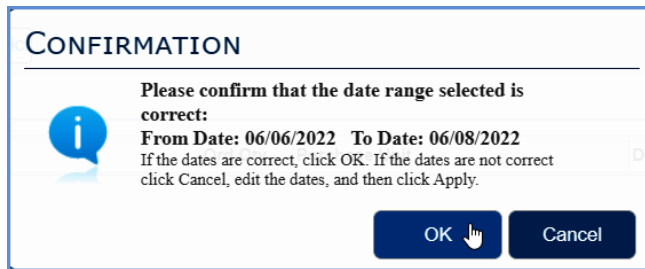 CONFIRMATION
Please confirm that the date range selected is
correct:
From Date: 06/06/2022 To Date: 06/08/2022
If the dates are correct, click OK. If the dates are not correct
click Cancel, edit the dates, and then click Apply.
OK
Cancel